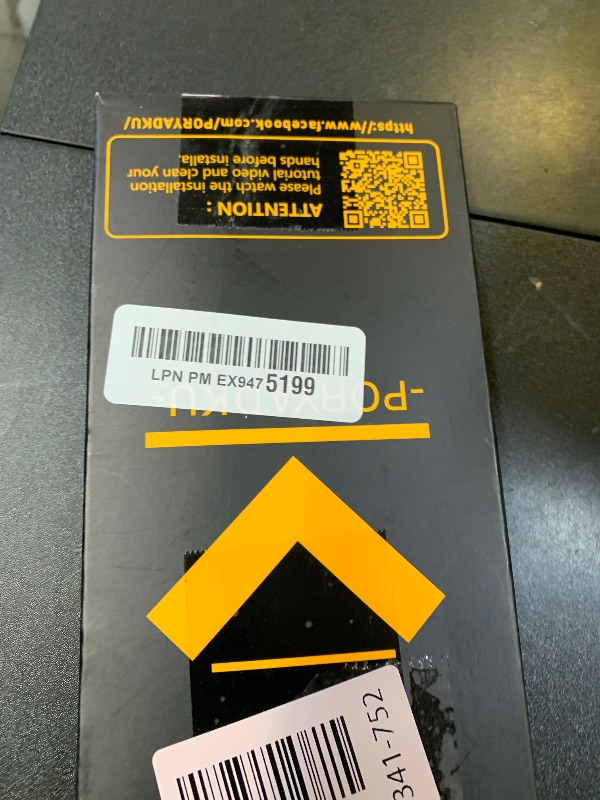 https://www.facebook.com/PORYADKU/
ATTENTION :
Please watch the installation
tutorial video and clean your
hands before installa.
LPN PM EX947 5199
-PORYADKU-
341-752